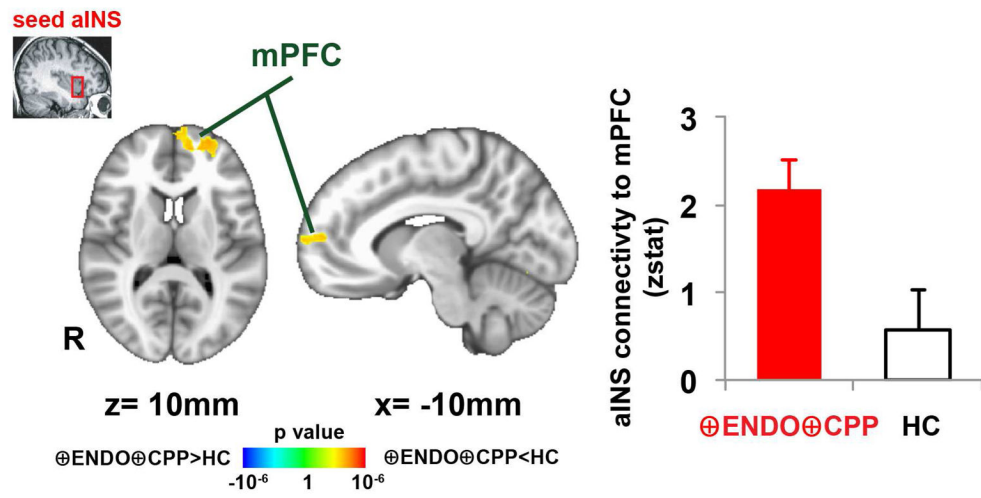 seed aINS
mPFC
R
z= 10mm
x= -10mm
p value
⊕ENDO⊕CPP>HC
⊕ENDO⊕CPP<HC
-10⁻⁶
1
10⁻⁶
aINS connectivty to mPFC
(zstat)
3
2
1
0
⊕ENDO⊕CPP
HC